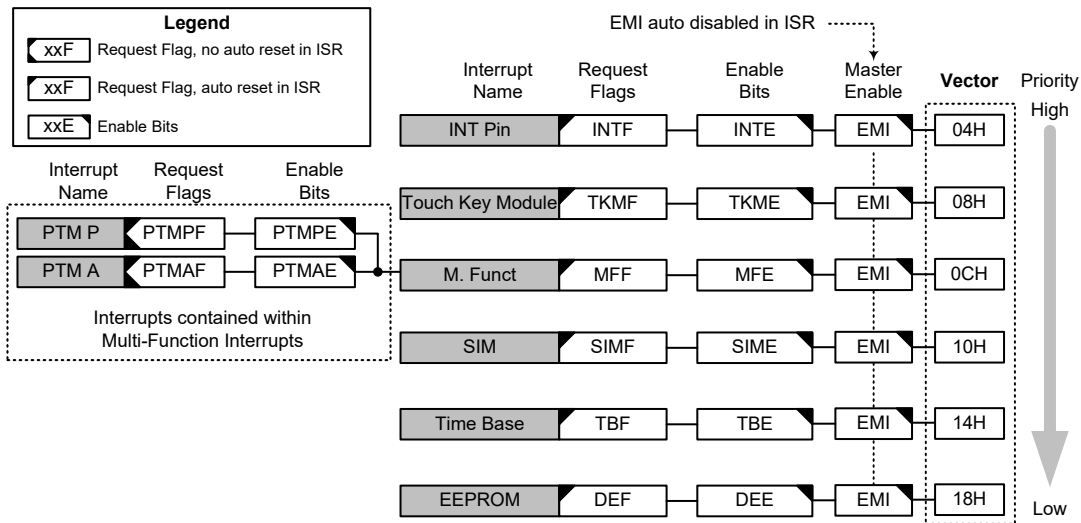 Legend
xxF Request Flag, no auto reset in ISR
xxF Request Flag, auto reset in ISR
xxE Enable Bits
EMI auto disabled in ISR
Interrupt Name Request Flags Enable Bits Master Enable Vector Priority
High
INT Pin INTF INTE EMI 04H
Touch Key Module TKMF TKME EMI 08H
Interrupt Name Request Flags Enable Bits
PTM P PTMPF PTMPE
PTM A PTMAF PTMAE
Interrupts contained within
Multi-Function Interrupts
M. Funct MFF MFE EMI 0CH
SIM SIMF SIME EMI 10H
Time Base TBF TBE EMI 14H
EEPROM DEF DEE EMI 18H
Low